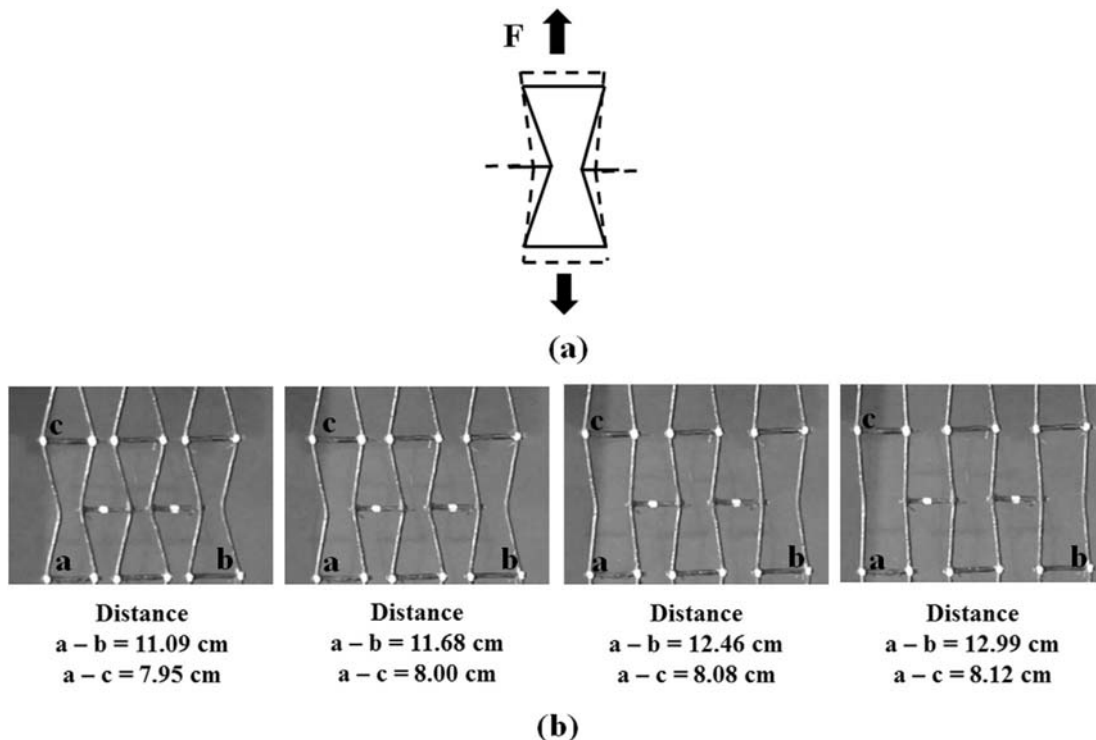 F
(a)
c
a
b
c
a
b
c
a
b
c
a
b
Distance
a – b = 11.09 cm
a – c = 7.95 cm
Distance
a – b = 11.68 cm
a – c = 8.00 cm
Distance
a – b = 12.46 cm
a – c = 8.08 cm
Distance
a – b = 12.99 cm
a – c = 8.12 cm
(b)